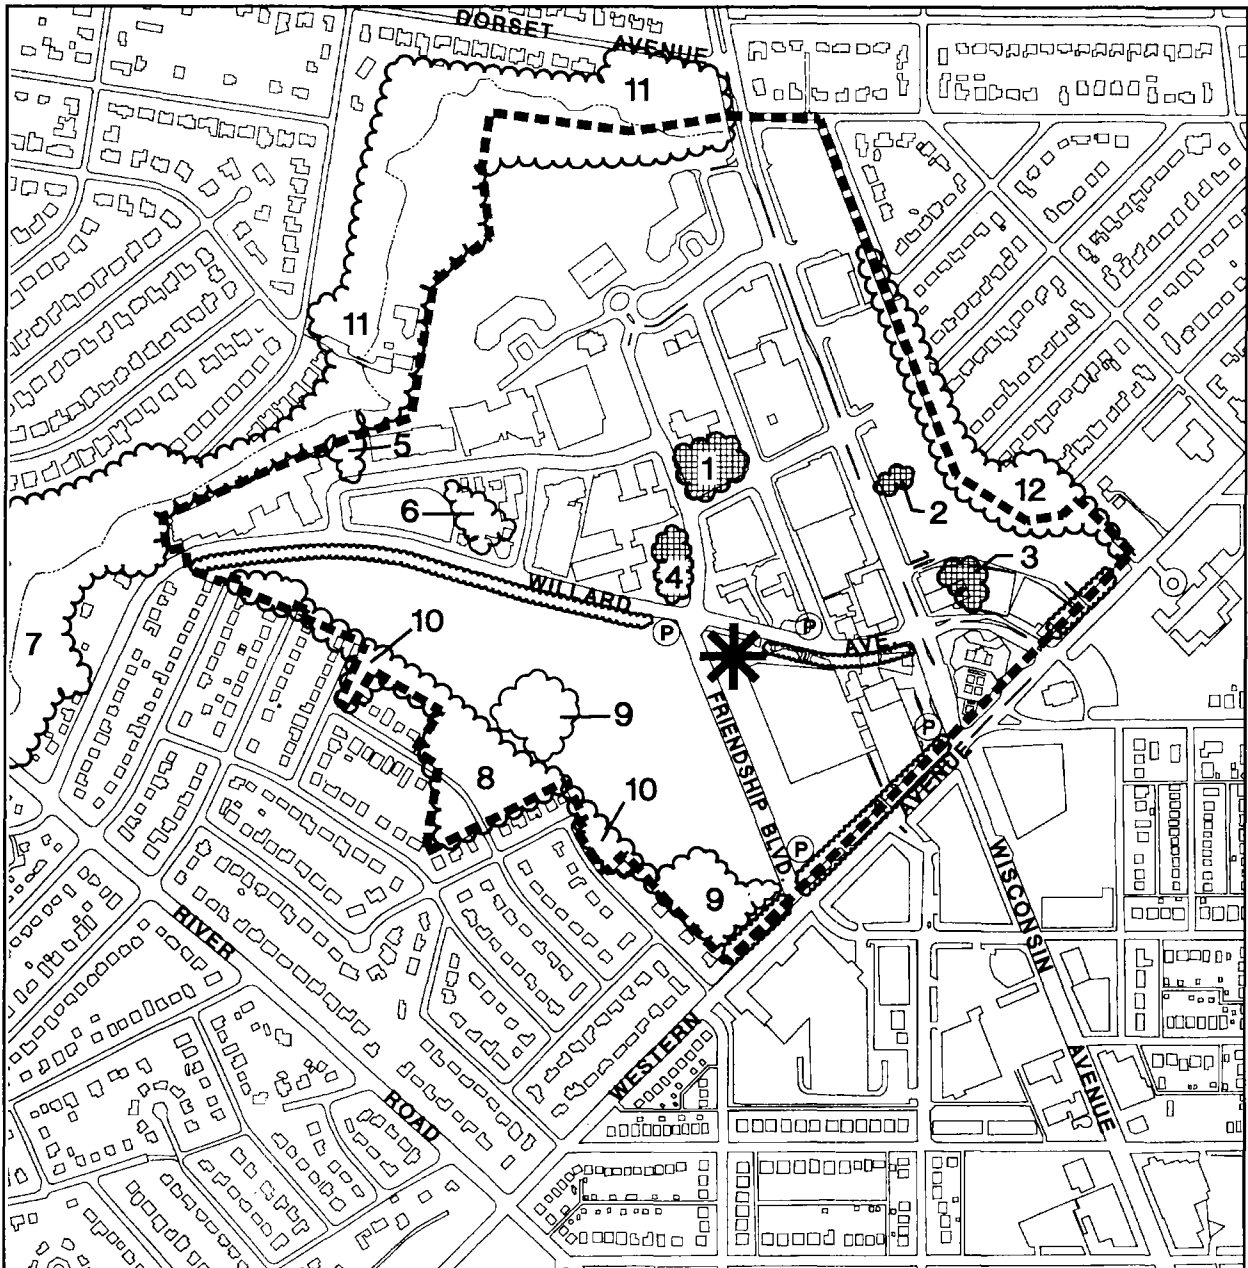 DORSET AVENUE
11
11
5
1
12
6
2
3
4
WILLARD AVE.
7
10
P
P
9
FRIENDSHIP BLVD.
P
8
10
P
9
WESTERN AVENUE
WISCONSIN AVENUE
RIVER ROAD